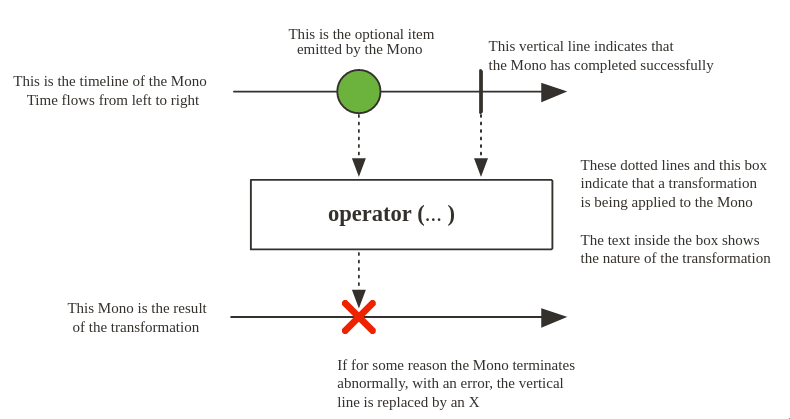 This is the optional item
emitted by the Mono
This vertical line indicates that
the Mono has completed successfully
This is the timeline of the Mono
Time flows from left to right
These dotted lines and this box
indicate that a transformation
is being applied to the Mono
operator (... )
The text inside the box shows
the nature of the transformation
This Mono is the result
of the transformation
If for some reason the Mono terminates
abnormally, with an error, the vertical
line is replaced by an X